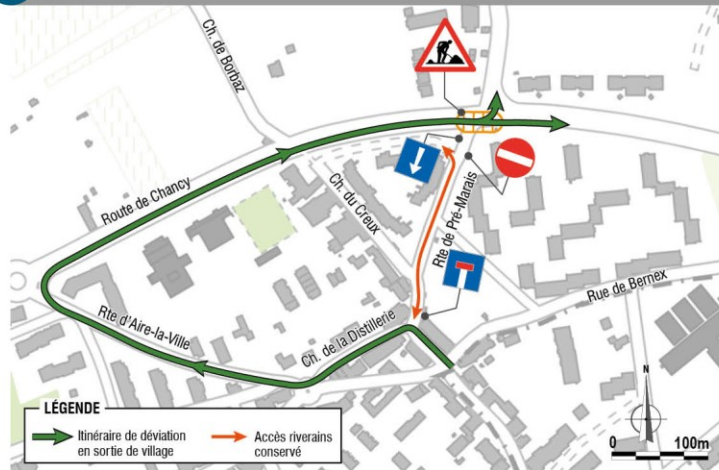 Ch. de Borbaz
Route de Chancy
Ch. du Creux
Rte de Pré-Marais
Rue de Bernex
Rte d'Aire-la-Ville
Ch. de la Distillerie
LÉGENDE
Itinéraire de déviation
en sortie de village
Accès riverains
conservé
N
0 100m